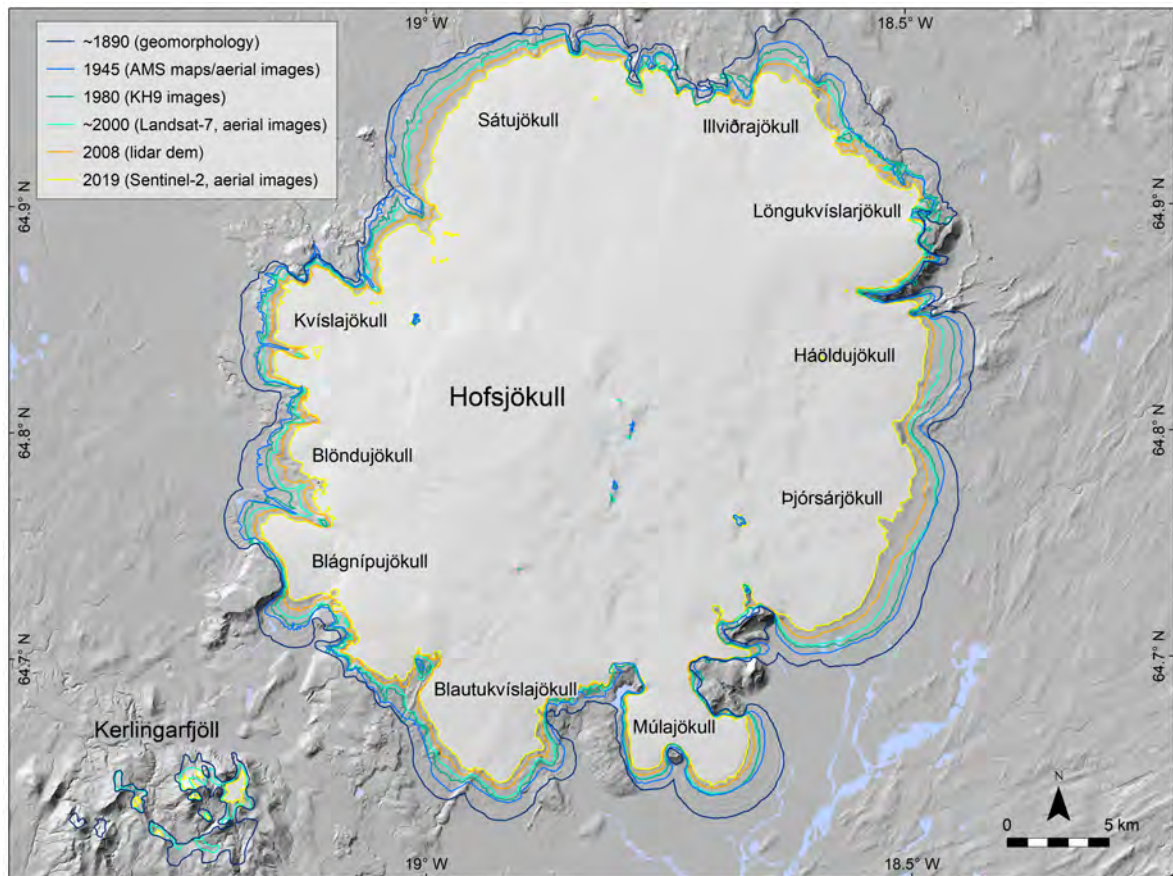 19° W
18.5° W
~1890 (geomorphology)
1945 (AMS maps/aerial images)
1980 (KH9 images)
~2000 (Landsat-7, aerial images)
2008 (lidar dem)
2019 (Sentinel-2, aerial images)
Sátujökull
Illviðrajökull
64.9° N
64.9° N
Löngukvíslarjökull
Kvíslajökull
Háöldujökull
Hofsjökull
64.8° N
64.8° N
Blöndujökull
Þjórsárjökull
Blágnípujökull
64.7° N
64.7° N
Blautukvíslajökull
Múlajökull
Kerlingarfjöll
N
0 5 km
19° W
18.5° W